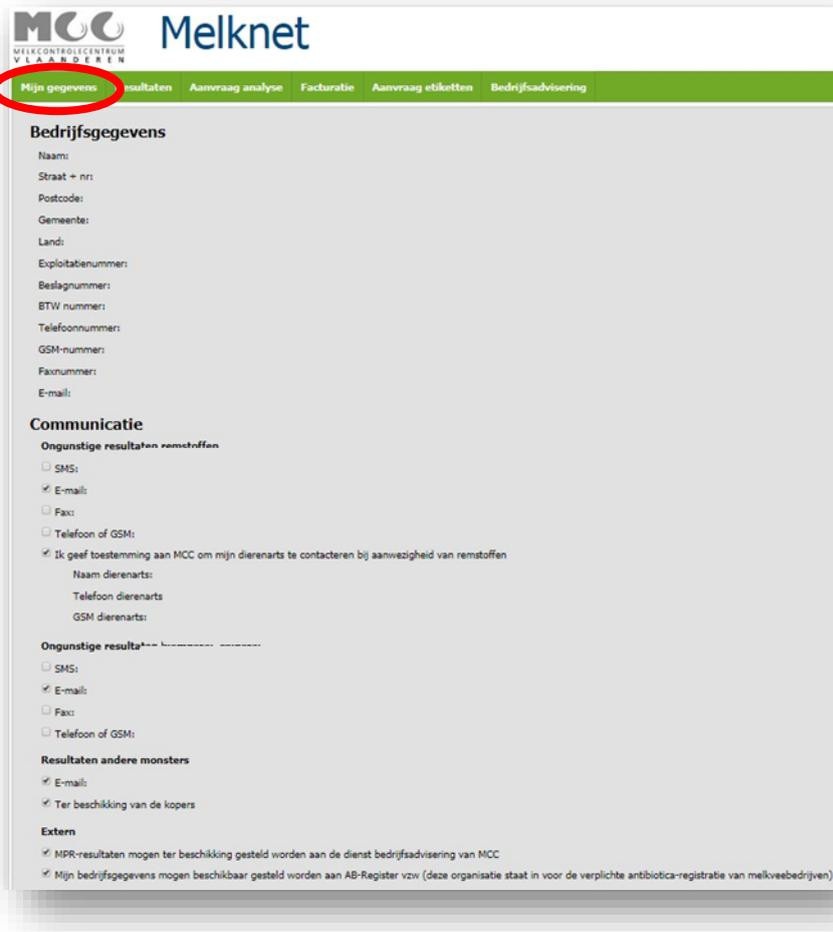 MCC
Melknet
MELKCONTROLECENTRUM
VLAANDEREN
Mijn gegevens esultaten Aanvraag analyse Facturatie Aanvraag etiketten Bedrijfsadvisering
Bedrijfsgegevens
Naam:
Straat + nr:
Postcode:
Gemeente:
Land:
Exploitatienummer:
Beslagnummer:
BTW nummer:
Telefoonnummer:
GSM-nummer:
Faxnummer:
E-mail:
Communicatie
Ongunstige resultaten remstoffen
SMS:
E-mail:
Fax:
Telefoon of GSM:
Ik geef toestemming aan MCC om mijn dierenarts te contacteren bij aanwezigheid van remstoffen
Naam dierenarts:
Telefoon dierenarts
GSM dierenarts:
Ongunstige resultaten
SMS:
E-mail:
Fax:
Telefoon of GSM:
Resultaten andere monsters
E-mail:
Ter beschikking van de kopers
Extern
MPR-resultaten mogen ter beschikking gesteld worden aan de dienst bedrijfsadvisering van MCC
Mijn bedrijfsgegevens mogen beschikbaar gesteld worden aan AB-Register vzw (deze organisatie staat in voor de verplichte antibiotica-registratie van melkveebedrijven)